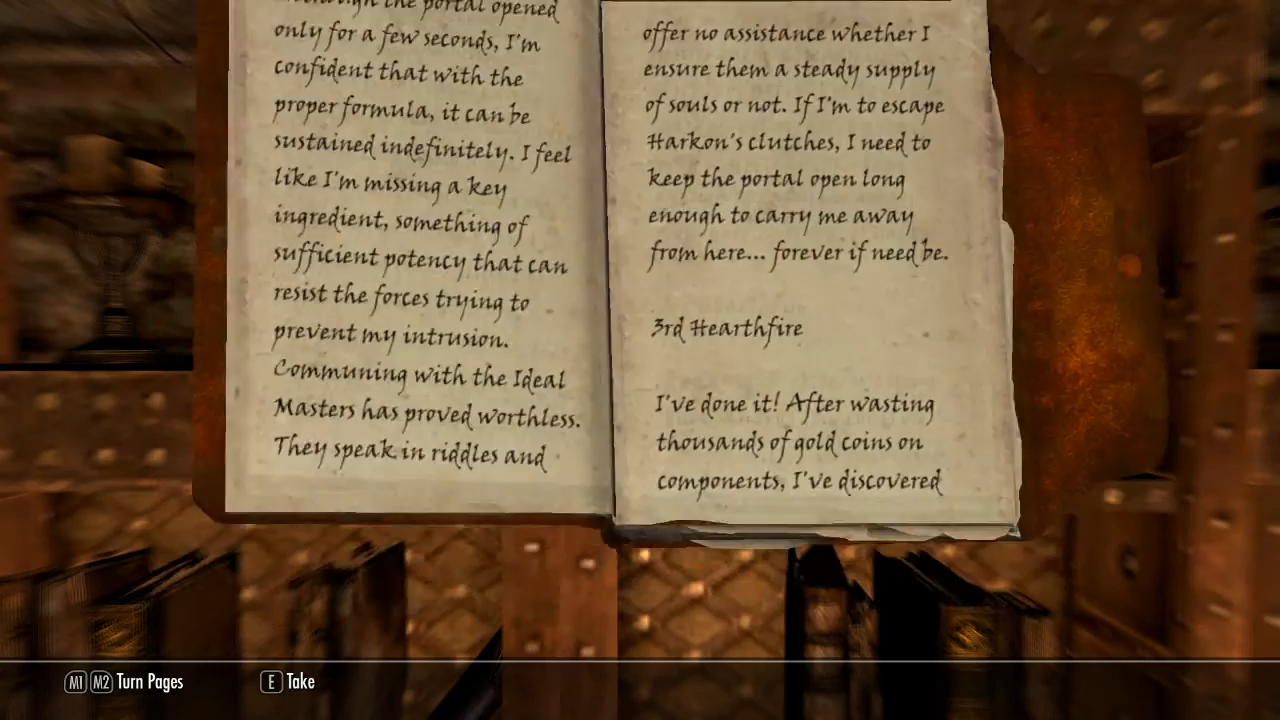 the portal opened
only for a few seconds, I'm
confident that with the
proper formula, it can be
sustained indefinitely. I feel
like I'm missing a key
ingredient, something of
sufficient potency that can
resist the forces trying to
prevent my intrusion.
Communing with the Ideal
Masters has proved worthless.
They speak in riddles and
offer no assistance whether I
ensure them a steady supply
of souls or not. If I'm to escape
Harkon's clutches, I need to
keep the portal open long
enough to carry me away
from here... forever if need be.
3rd Hearthfire
I've done it! After wasting
thousands of gold coins on
components, I've discovered
M1 M2 Turn Pages
E Take